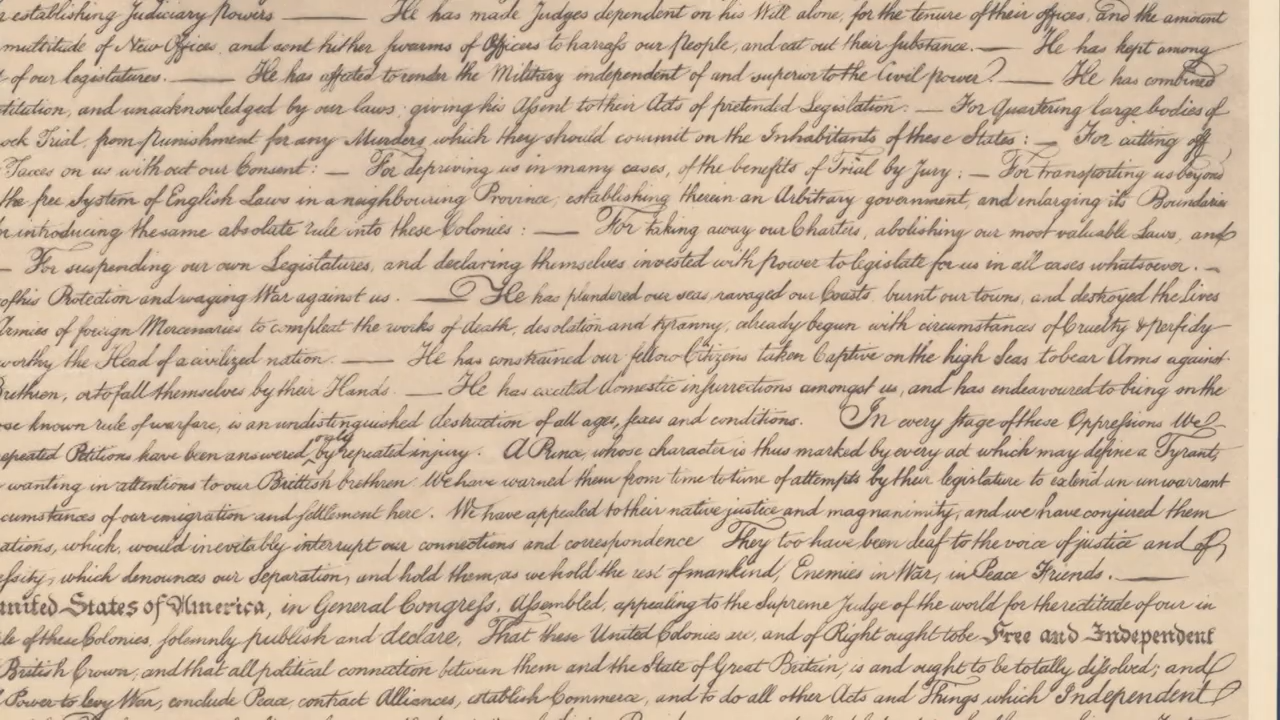 establishing Judiciary powers — He has made Judges dependent on his Will alone, for the tenure of their offices, and the amount
multitude of New Offices, and sent hither swarms of Officers to harrass our People, and eat out their substance. — He has kept among
of our legislatures. — He has affected to render the Military independent of and superior to the Civil power. — He has combined
stitution, and unacknowledged by our laws; giving his Assent to their Acts of pretended Legislation: — For Quartering large bodies of
ock Trial, from punishment for any Murders which they should commit on the Inhabitants of these States: — For cutting off
Taxes on us without our Consent: — For depriving us in many cases, of the benefits of Trial by Jury: — For transporting us beyond
the free System of English Laws in a neighbouring Province, establishing therein an Arbitrary government, and enlarging its Boundaries
introducing the same absolute rule into these Colonies: — For taking away our Charters, abolishing our most valuable Laws, and
— For suspending our own Legislatures, and declaring themselves invested with power to legislate for us in all cases whatsoever. —
of his Protection and waging War against us. — He has plundered our seas, ravaged our Coasts, burnt our towns, and destroyed the Lives
Armies of foreign Mercenaries to compleat the works of death, desolation and tyranny, already begun with circumstances of Cruelty & perfidy
worthy the Head of a civilized nation. — He has constrained our fellow Citizens taken Captive on the high Seas to bear Arms against
Brethren, or to fall themselves by their Hands. — He has excited domestic insurrections amongst us, and has endeavoured to bring on the
se known rule of warfare, is an undistinguished destruction of all ages, sexes and conditions. In every stage of these Oppressions We
epeated Petitions have been answered only by repeated injury. A Prince, whose character is thus marked by every act which may define a Tyrant,
wanting in attentions to our Brittish brethren. We have warned them from time to time of attempts by their legislature to extend an unwarrant
cumstances of our emigration and settlement here. We have appealed to their native justice and magnanimity, and we have conjured them
ations, which, would inevitably interrupt our connections and correspondence They too have been deaf to the voice of justice and of
essity, which denounces our Separation, and hold them, as we hold the rest of mankind, Enemies in War, in Peace Friends. —
united States of America, in General Congress, Assembled, appealing to the Supreme Judge of the world for the rectitude of our in
le of these Colonies, solemnly publish and declare, That these United Colonies are, and of Right ought to be Free and Independent
British Crown, and that all political connection between them and the State of Great Britain, is and ought to be totally dissolved; and
Power to levy War, conclude Peace, contract Alliances, establish Commerce, and to do all other Acts and Things which Independent